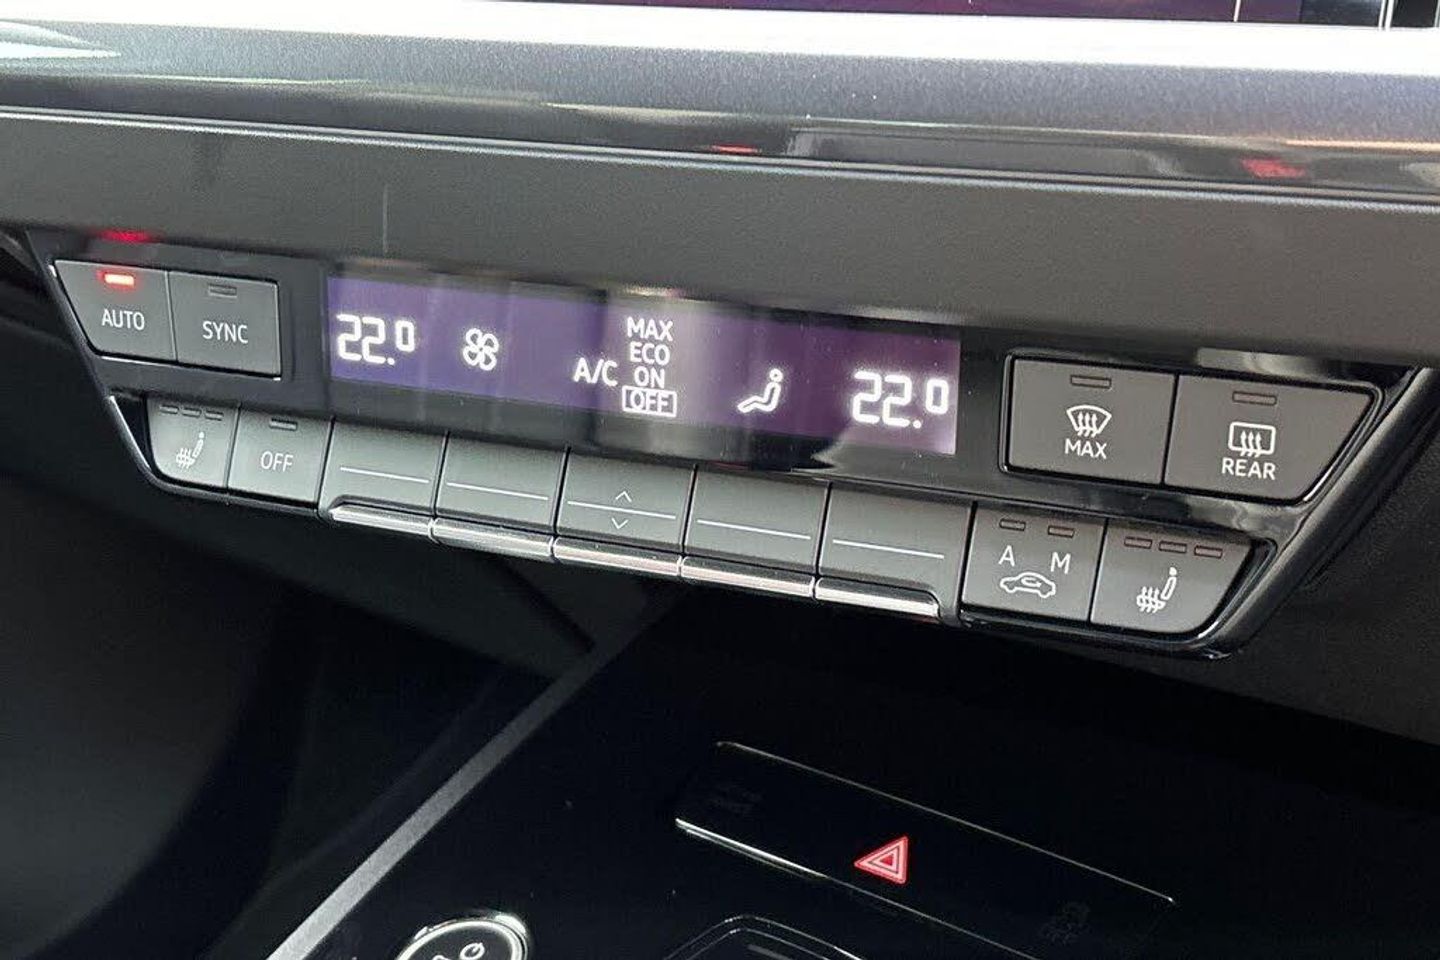 AUTO
SYNC
22.0
A/C
MAX
ECO
ON
OFF
22.0
MAX
REAR
OFF
A
M